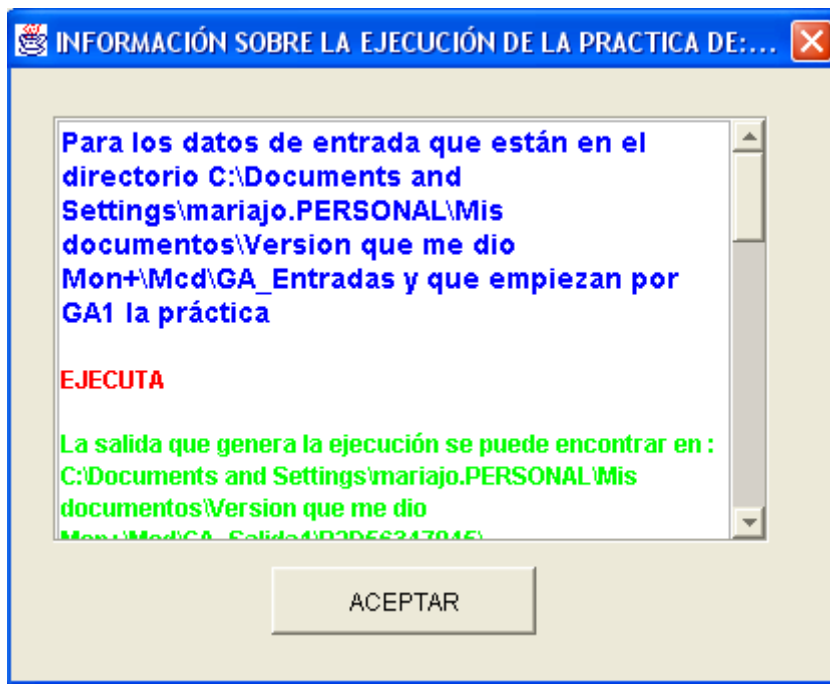 INFORMACIÓN SOBRE LA EJECUCIÓN DE LA PRACTICA DE:...
Para los datos de entrada que están en el
directorio C:\Documents and
Settings\mariajo.PERSONAL\Mis
documentos\Version que me dio
Mon+\Mcd\GA_Entradas y que empiezan por
GA1 la práctica
EJECUTA
La salida que genera la ejecución se puede encontrar en :
C:\Documents and Settings\mariajo.PERSONAL\Mis
documentos\Version que me dio
ACEPTAR